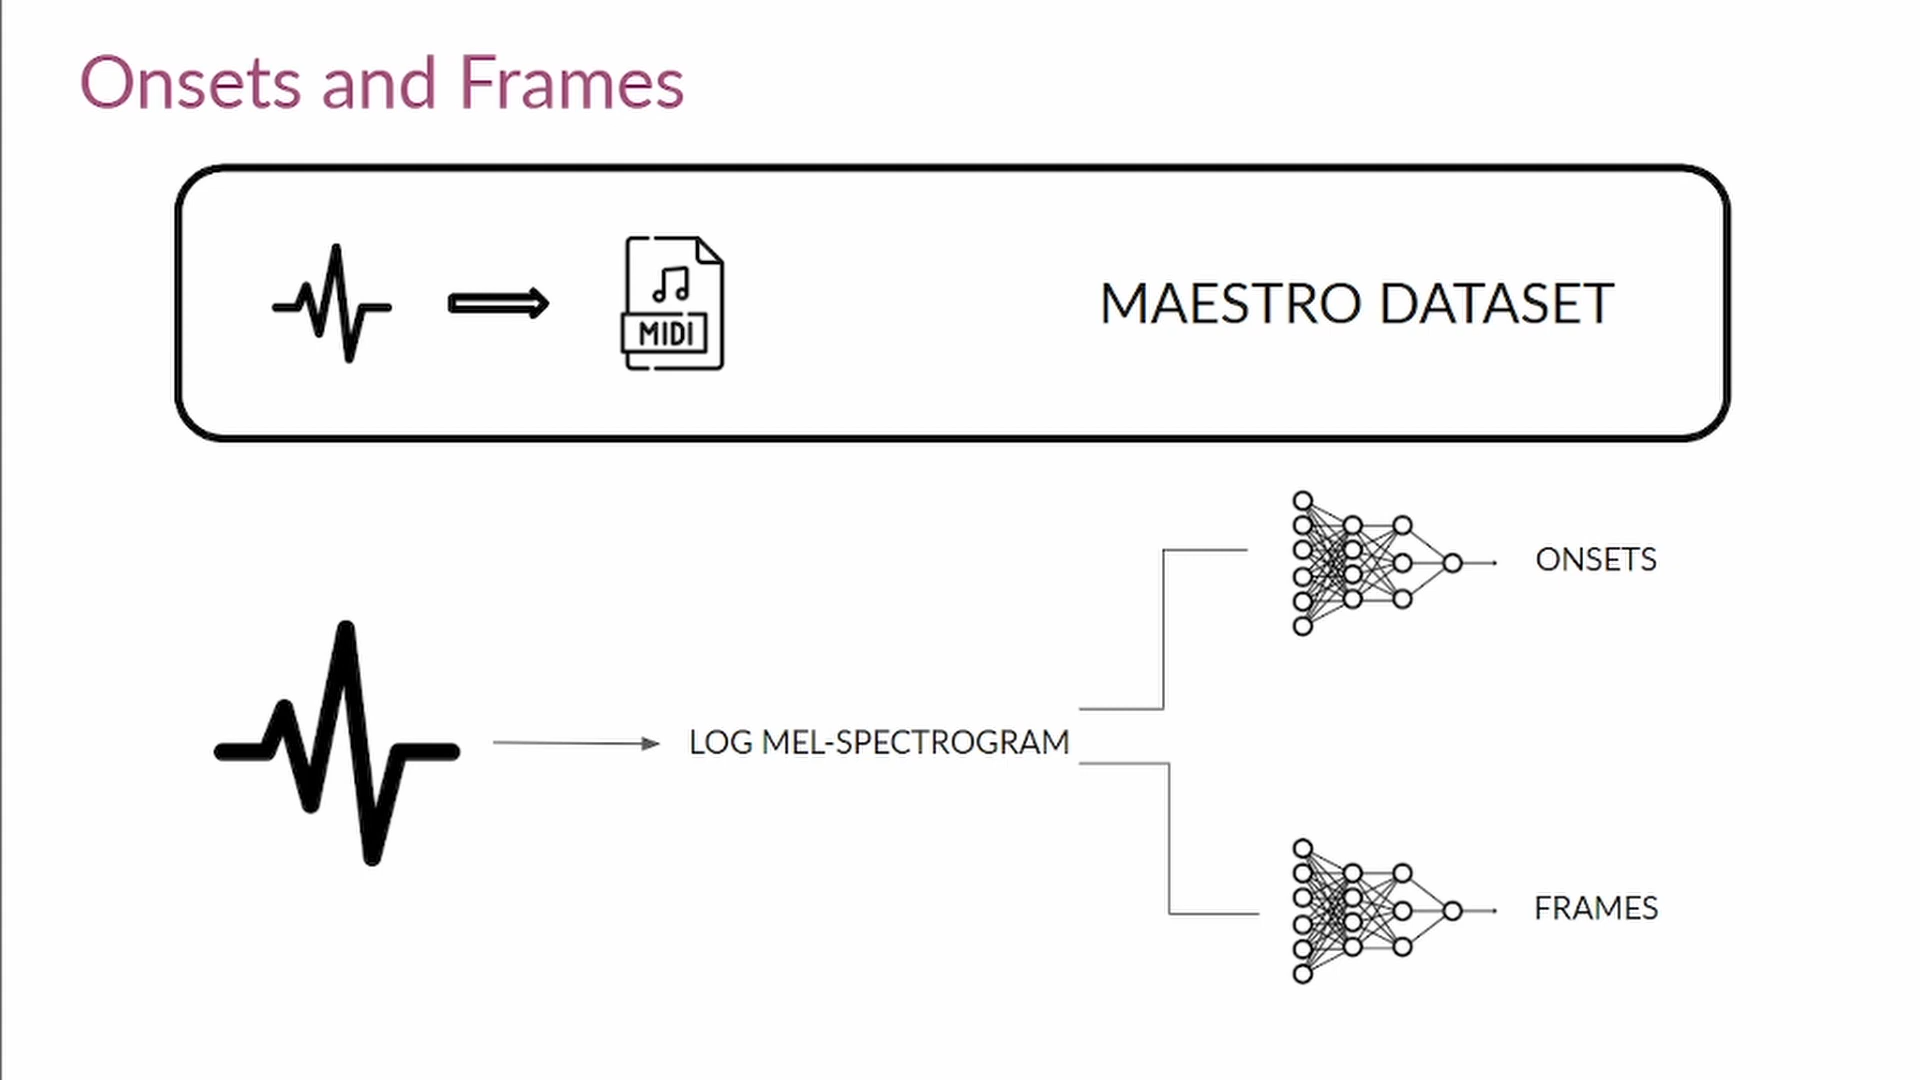 Onsets and Frames
MIDI
MAESTRO DATASET
ONSETS
LOG MEL-SPECTROGRAM
FRAMES